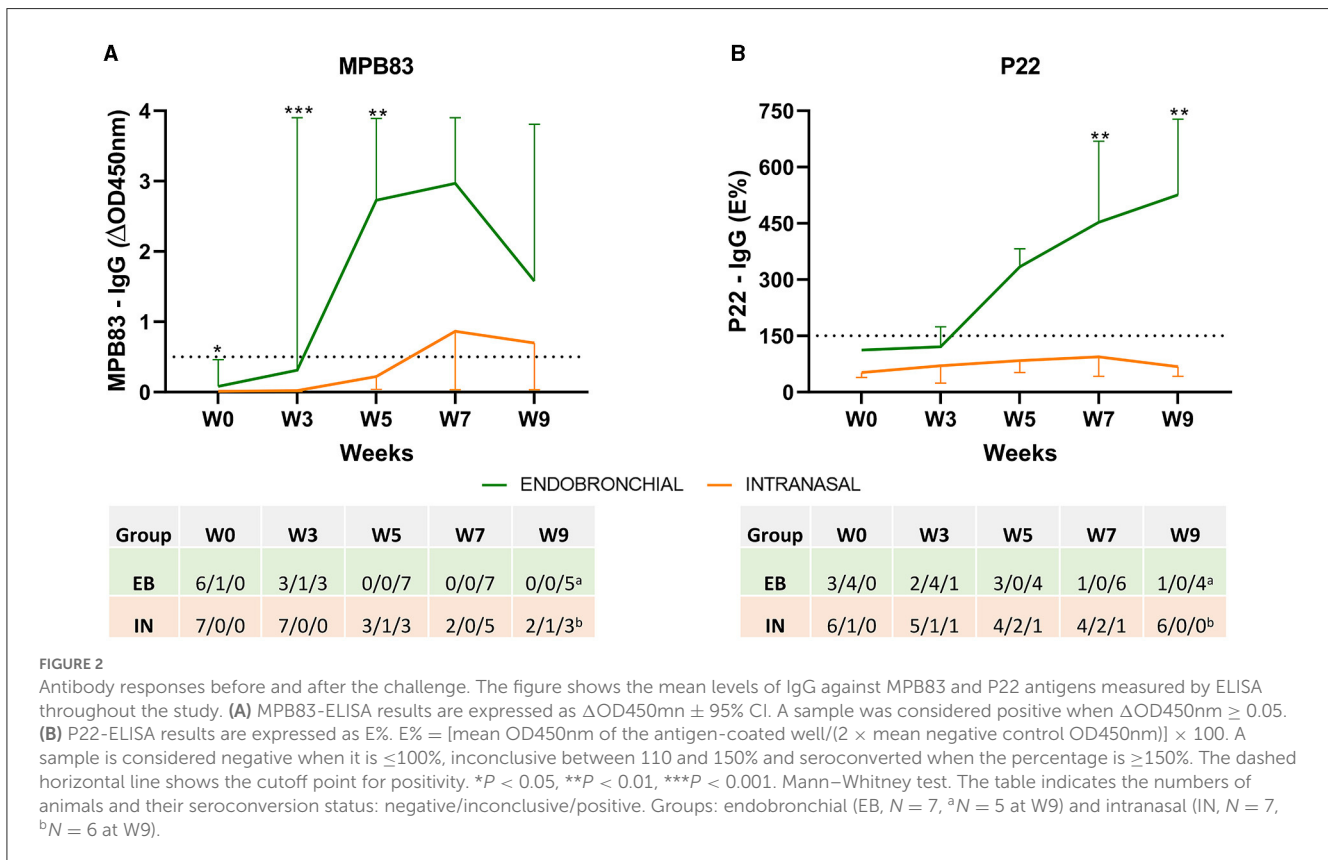 A
MPB83
MPB83 - IgG (△OD450nm)
4
3
2
1
0
*
***
**
W0 W3 W5 W7 W9
Weeks
B
P22
P22 - IgG (E%)
750
600
450
300
150
0
**
**
W0 W3 W5 W7 W9
Weeks
ENDOBRONCHIAL INTRANASAL
Group W0 W3 W5 W7 W9
EB 6/1/0 3/1/3 0/0/7 0/0/7 0/0/5ᵃ
IN 7/0/0 7/0/0 3/1/3 2/0/5 2/1/3ᵇ
Group W0 W3 W5 W7 W9
EB 3/4/0 2/4/1 3/0/4 1/0/6 1/0/4ᵃ
IN 6/1/0 5/1/1 4/2/1 4/2/1 6/0/0ᵇ
FIGURE 2
Antibody responses before and after the challenge. The figure shows the mean levels of IgG against MPB83 and P22 antigens measured by ELISA
throughout the study. (A) MPB83-ELISA results are expressed as ΔOD450mn ± 95% CI. A sample was considered positive when ΔOD450nm ≥ 0.05.
(B) P22-ELISA results are expressed as E%. E% = [mean OD450nm of the antigen-coated well/(2 × mean negative control OD450nm)] × 100. A
sample is considered negative when it is ≤100%, inconclusive between 110 and 150% and seroconverted when the percentage is ≥150%. The dashed
horizontal line shows the cutoff point for positivity. *P < 0.05, **P < 0.01, ***P < 0.001. Mann–Whitney test. The table indicates the numbers of
animals and their seroconversion status: negative/inconclusive/positive. Groups: endobronchial (EB, N = 7, ᵃN = 5 at W9) and intranasal (IN, N = 7,
ᵇN = 6 at W9).